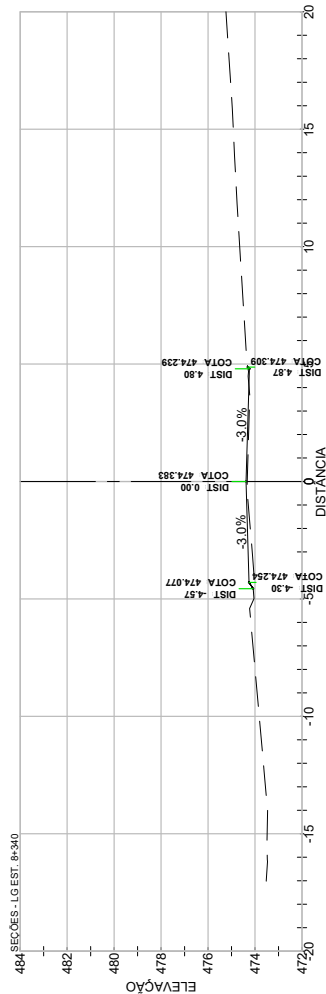 SEÇÕES - LG EST. 8+340
484
482
480
478
476
474
472
ELEVAÇÃO
-20
-15
-10
-5
0
5
10
15
20
DISTÂNCIA
DIST -4.57
COTA 474.077
DIST -4.30
COTA 474.254
-3.0%
DIST 0.00
COTA 474.383
-3.0%
DIST 4.80
COTA 474.239
DIST 4.87
COTA 474.309